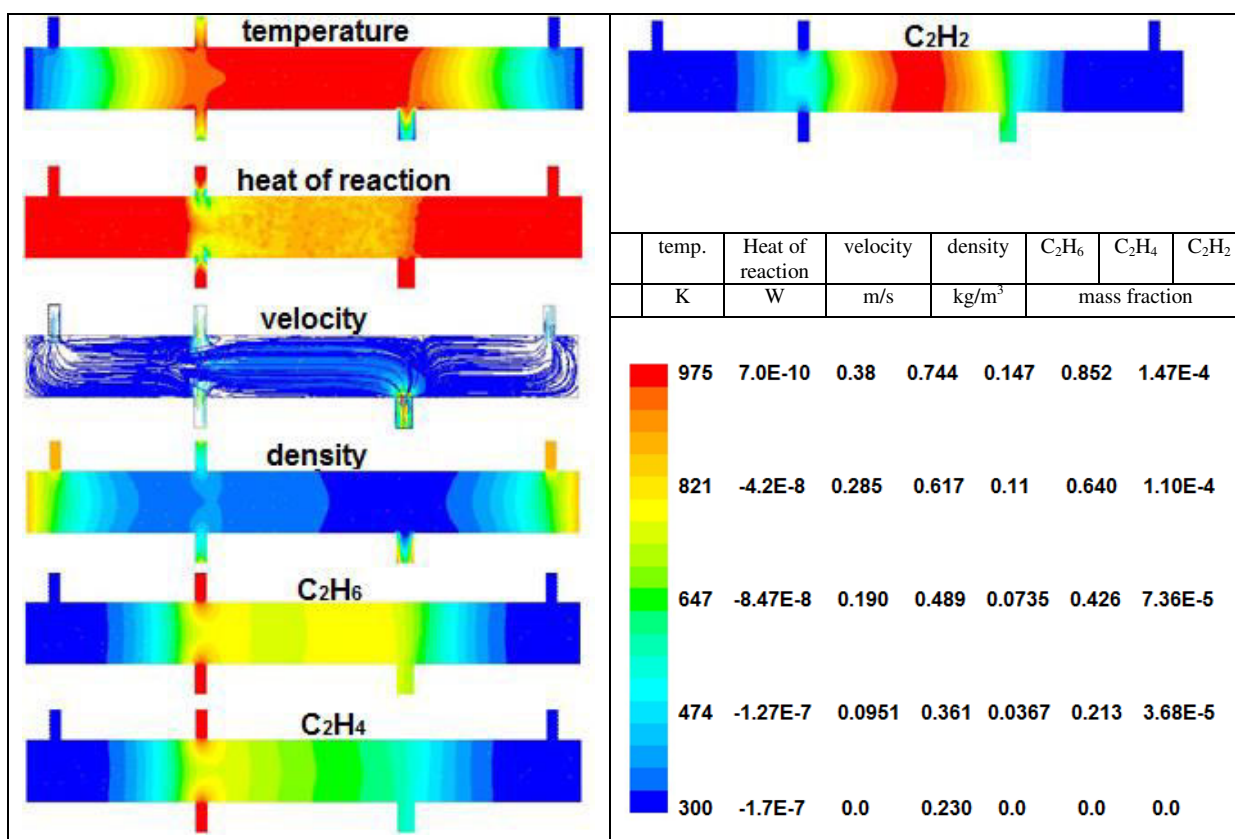 temperature
heat of reaction
velocity
density
C₂H₆
C₂H₄
C₂H₂
temp. Heat of reaction velocity density C₂H₆ C₂H₄ C₂H₂
K W m/s kg/m³ mass fraction
975 7.0E-10 0.38 0.744 0.147 0.852 1.47E-4
821 -4.2E-8 0.285 0.617 0.11 0.640 1.10E-4
647 -8.47E-8 0.190 0.489 0.0735 0.426 7.36E-5
474 -1.27E-7 0.0951 0.361 0.0367 0.213 3.68E-5
300 -1.7E-7 0.0 0.230 0.0 0.0 0.0